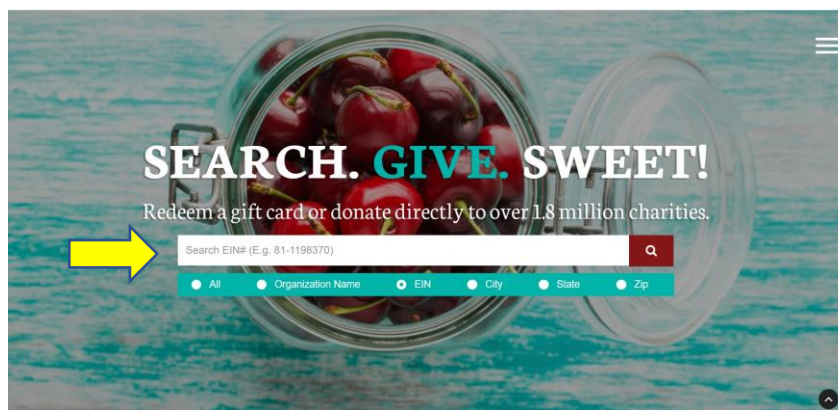 SEARCH. GIVE. SWEET!
Redeem a gift card or donate directly to over 1.8 million charities.
Search EIN# (E.g. 81-1198370)
All Organization Name EIN City State Zip